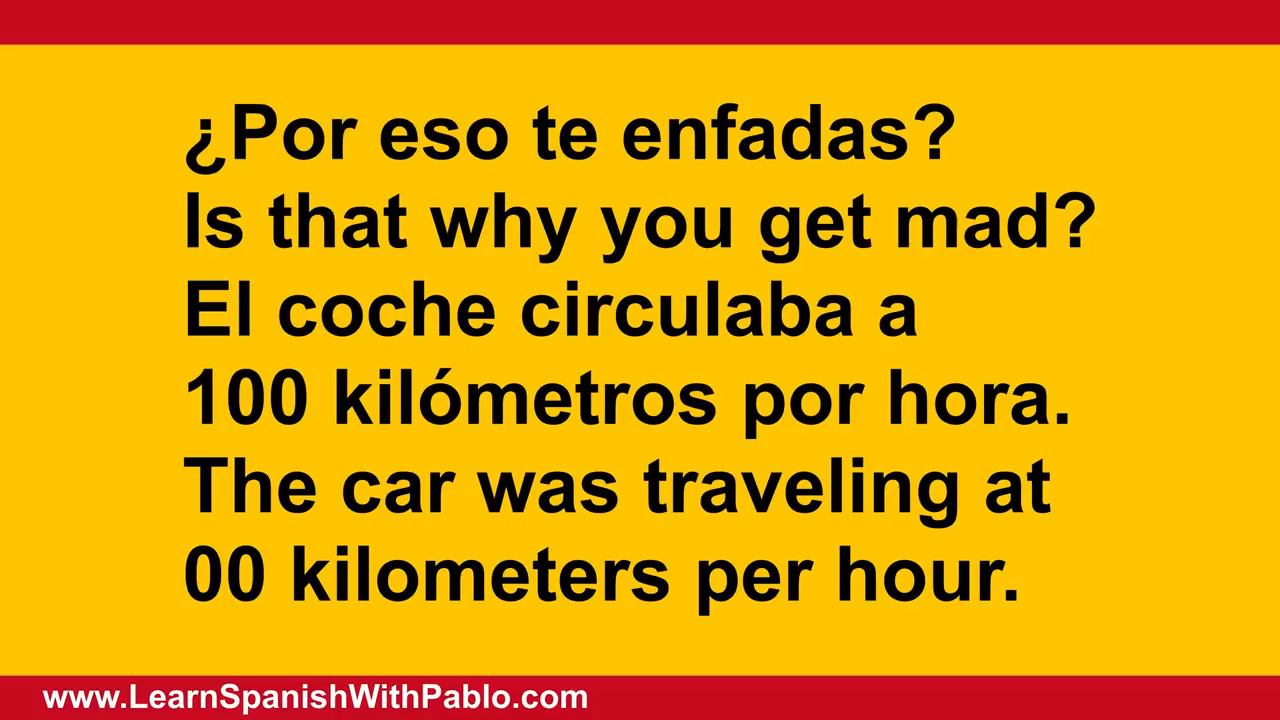 ¿Por eso te enfadas?
Is that why you get mad?
El coche circulaba a
100 kilómetros por hora.
The car was traveling at
00 kilometers per hour.
www.LearnSpanishWithPablo.com